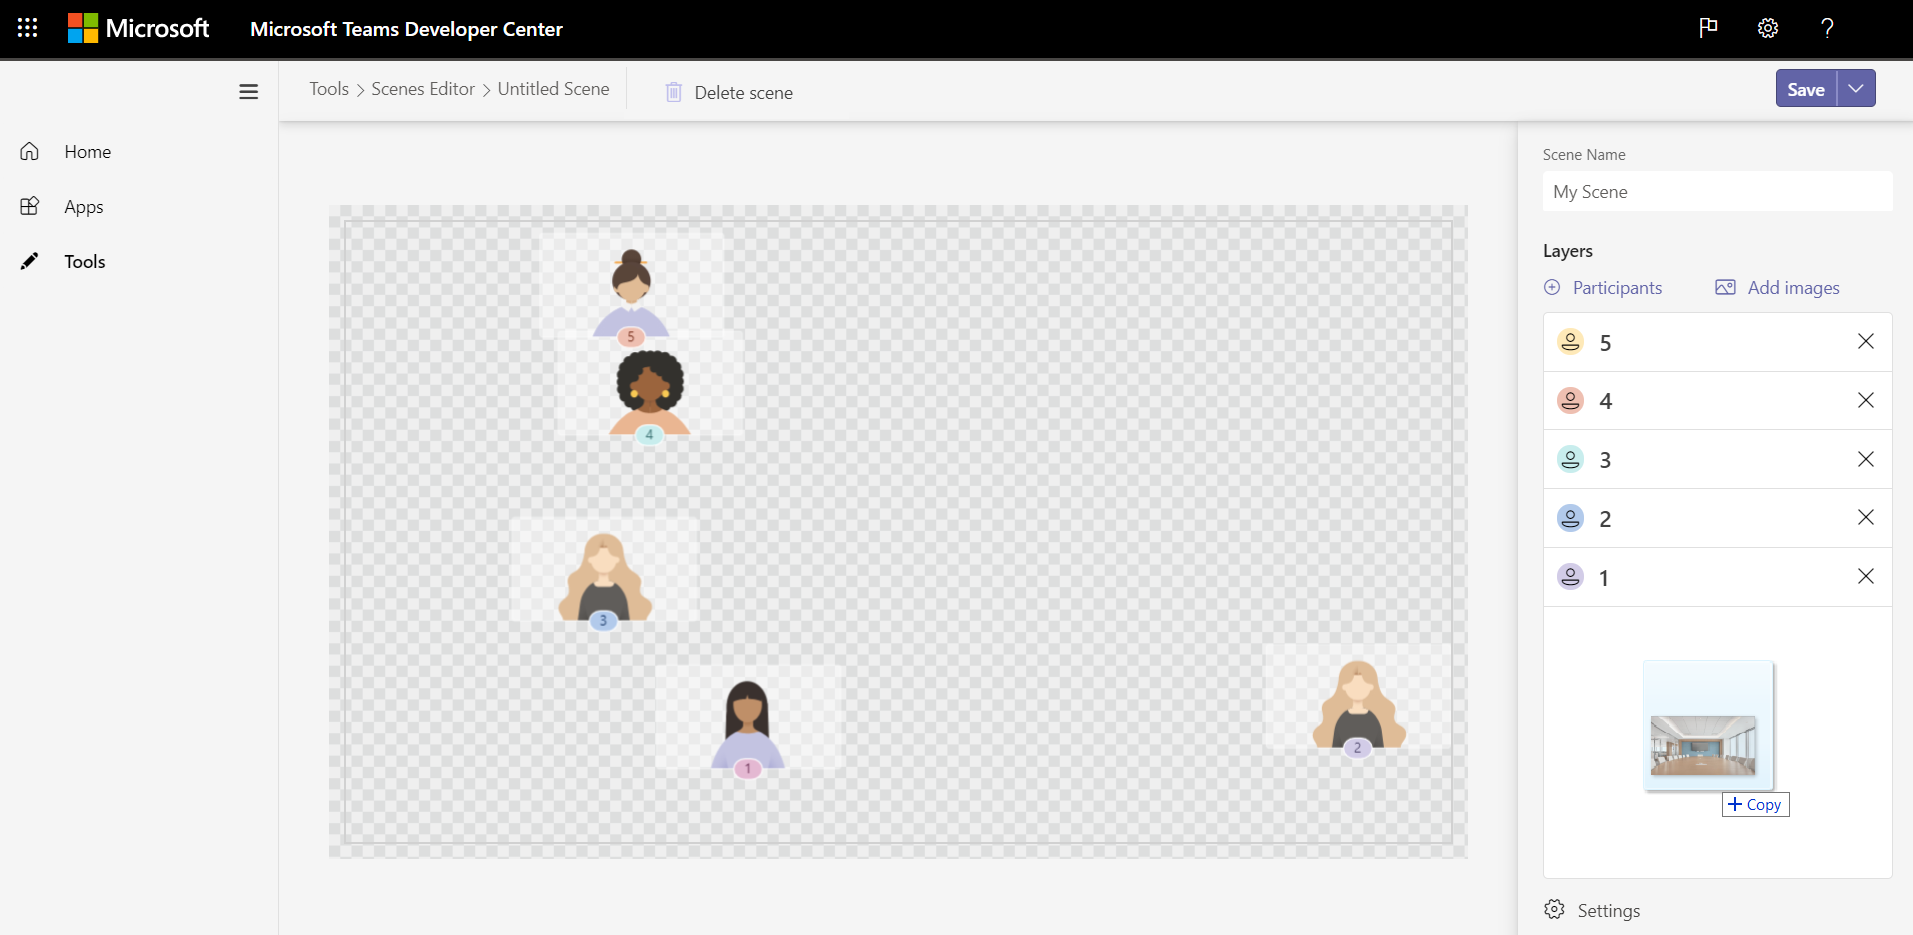 Microsoft
Microsoft Teams Developer Center
?
Tools > Scenes Editor > Untitled Scene
Delete scene
Save
Home
Apps
Tools
5
4
3
1
2
Scene Name
My Scene
Layers
Participants
Add images
5
4
3
2
1
+ Copy
Settings